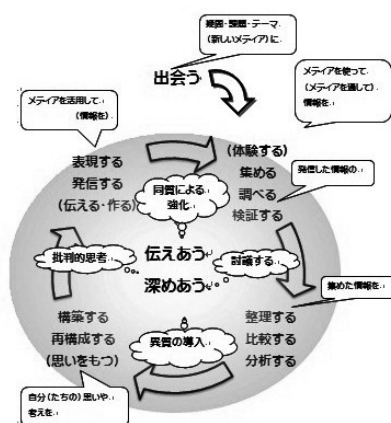 疑問・課題・テーマ
（新しいメディア）に
出会う
メディアを使って
（メディアを通して）
情報を.
メディアを活用して.
（情報を）.
表現する
発信する
（伝える・作る）
同質による.
強化.
（体験する）
集める
調べる
検証する
発信した情報の.
批判的思考
伝えあう
深めあう
討議する.
集めた情報を.
構築する
再構成する
（思いをもつ）
異質の導入.
整理する
比較する
分析する
自分（たちの）思いや.
考えを.